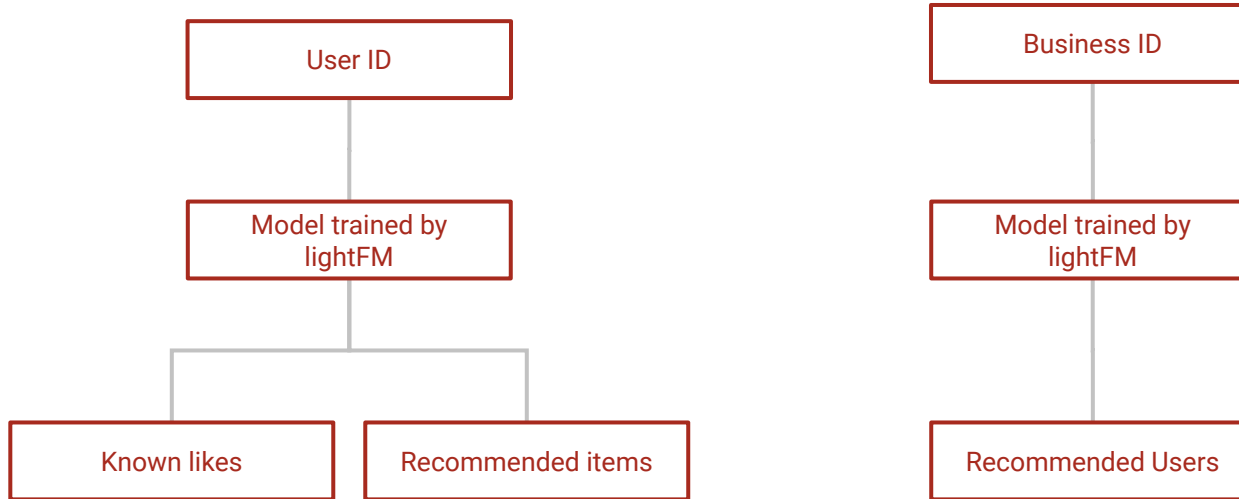 User ID
Business ID
Model trained by
lightFM
Model trained by
lightFM
Known likes
Recommended items
Recommended Users